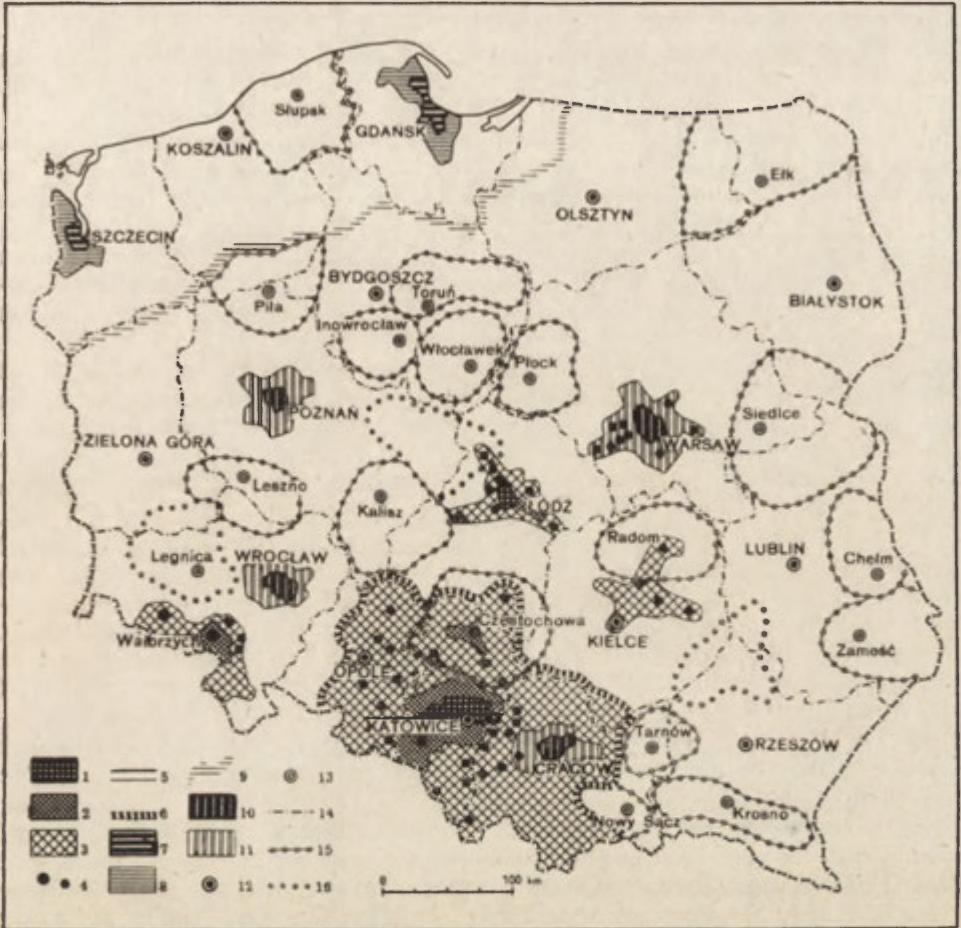 Słupsk
GDAŃSK
KOSZALIN
Ełk
OLSZTYN
SZCZECIN
BYDGOSZCZ
Toruń
BIAŁYSTOK
Piła
Inowrocław
Włocławek
Płock
POZNAŃ
Siedlce
WARSAW
ZIELONA GÓRA
Leszno
Kalisz
ŁÓDŹ
Radom
LUBLIN
Legnica
WROCŁAW
Chełm
Częstochowa
Wałbrzych
KIELCE
Zamość
OPOLE
KATOWICE
Tarnów
RZESZÓW
CRACOW
Nowy Sącz
Krosno
1 5 9 13
2 6 10 14
3 7 11 15
4 8 12 16
0 100 km